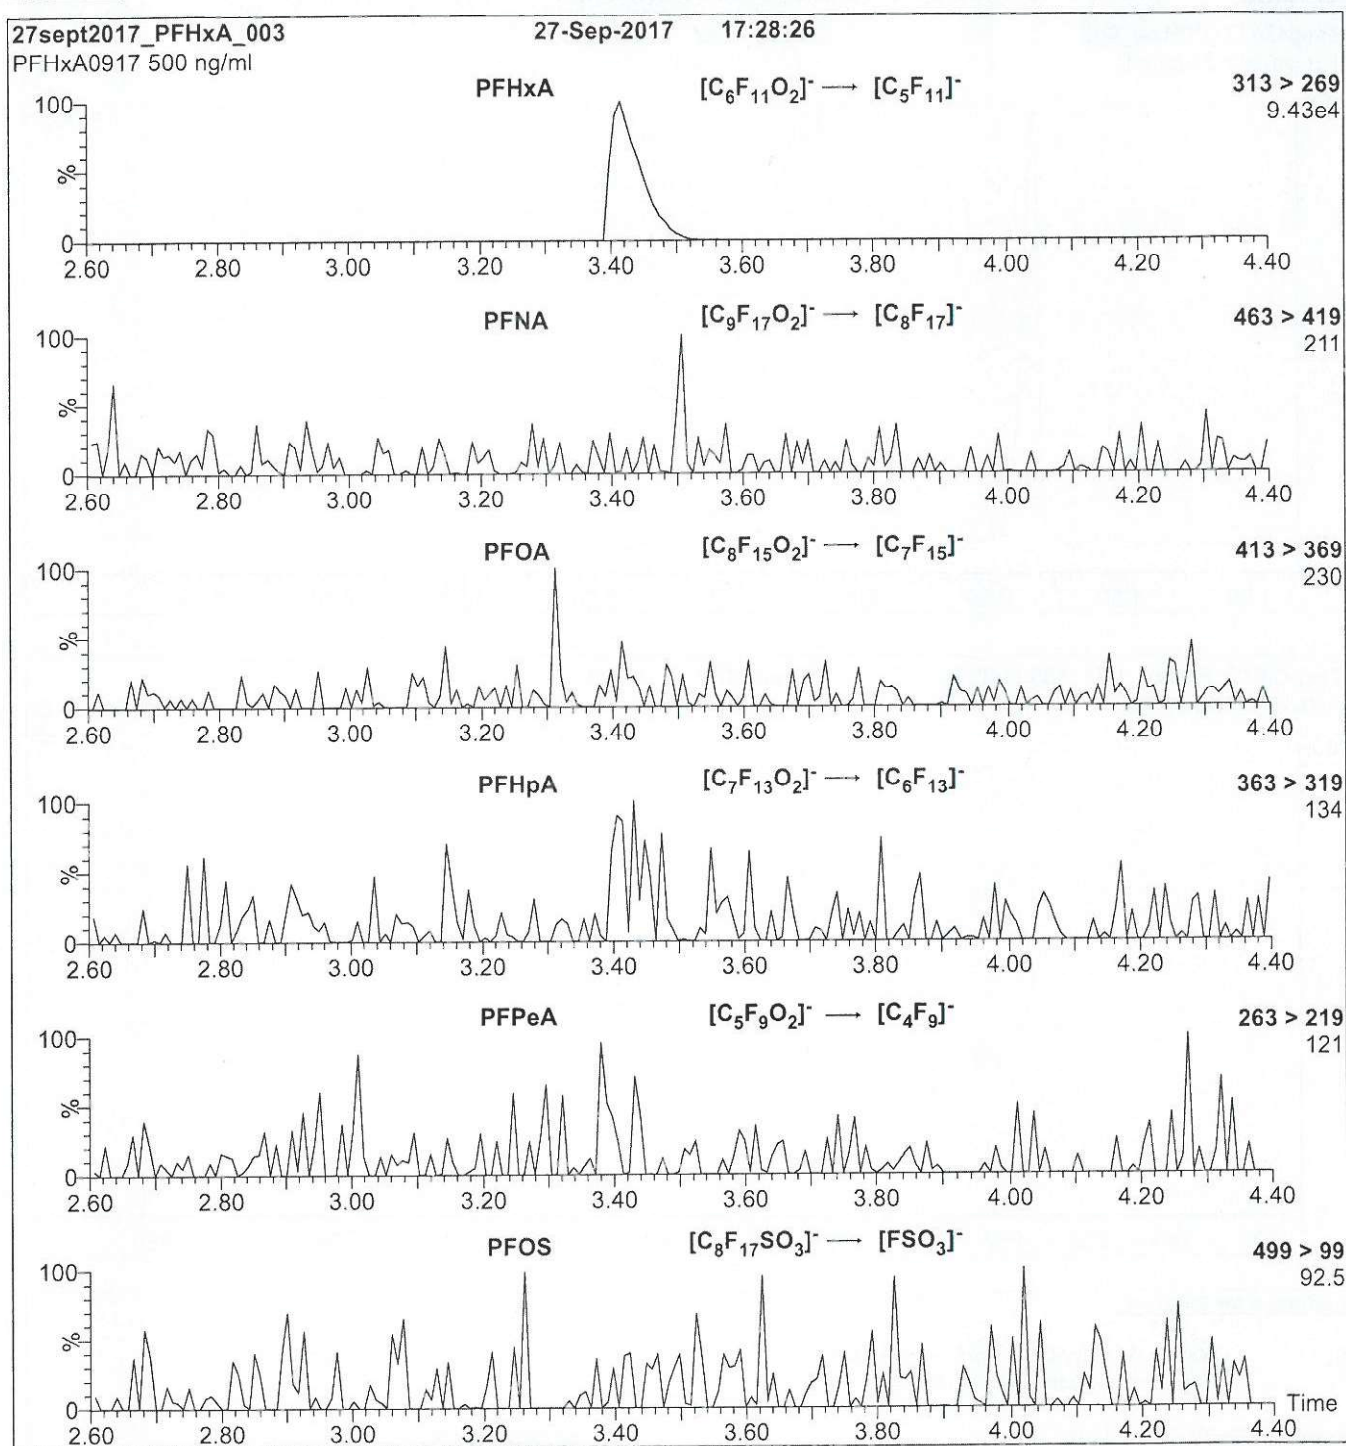 27sept2017_PFHxA_003 27-Sep-2017 17:28:26
PFHxA0917 500 ng/ml
PFHxA [C6F11O2]- → [C5F11]- 313 > 269
9.43e4
100
%
0
2.60 2.80 3.00 3.20 3.40 3.60 3.80 4.00 4.20 4.40
PFNA [C9F17O2]- → [C8F17]- 463 > 419
211
100
%
0
2.60 2.80 3.00 3.20 3.40 3.60 3.80 4.00 4.20 4.40
PFOA [C8F15O2]- → [C7F15]- 413 > 369
230
100
%
0
2.60 2.80 3.00 3.20 3.40 3.60 3.80 4.00 4.20 4.40
PFHpA [C7F13O2]- → [C6F13]- 363 > 319
134
100
%
0
2.60 2.80 3.00 3.20 3.40 3.60 3.80 4.00 4.20 4.40
PFPeA [C5F9O2]- → [C4F9]- 263 > 219
121
100
%
0
2.60 2.80 3.00 3.20 3.40 3.60 3.80 4.00 4.20 4.40
PFOS [C8F17SO3]- → [FSO3]- 499 > 99
92.5
100
%
0
Time
2.60 2.80 3.00 3.20 3.40 3.60 3.80 4.00 4.20 4.40